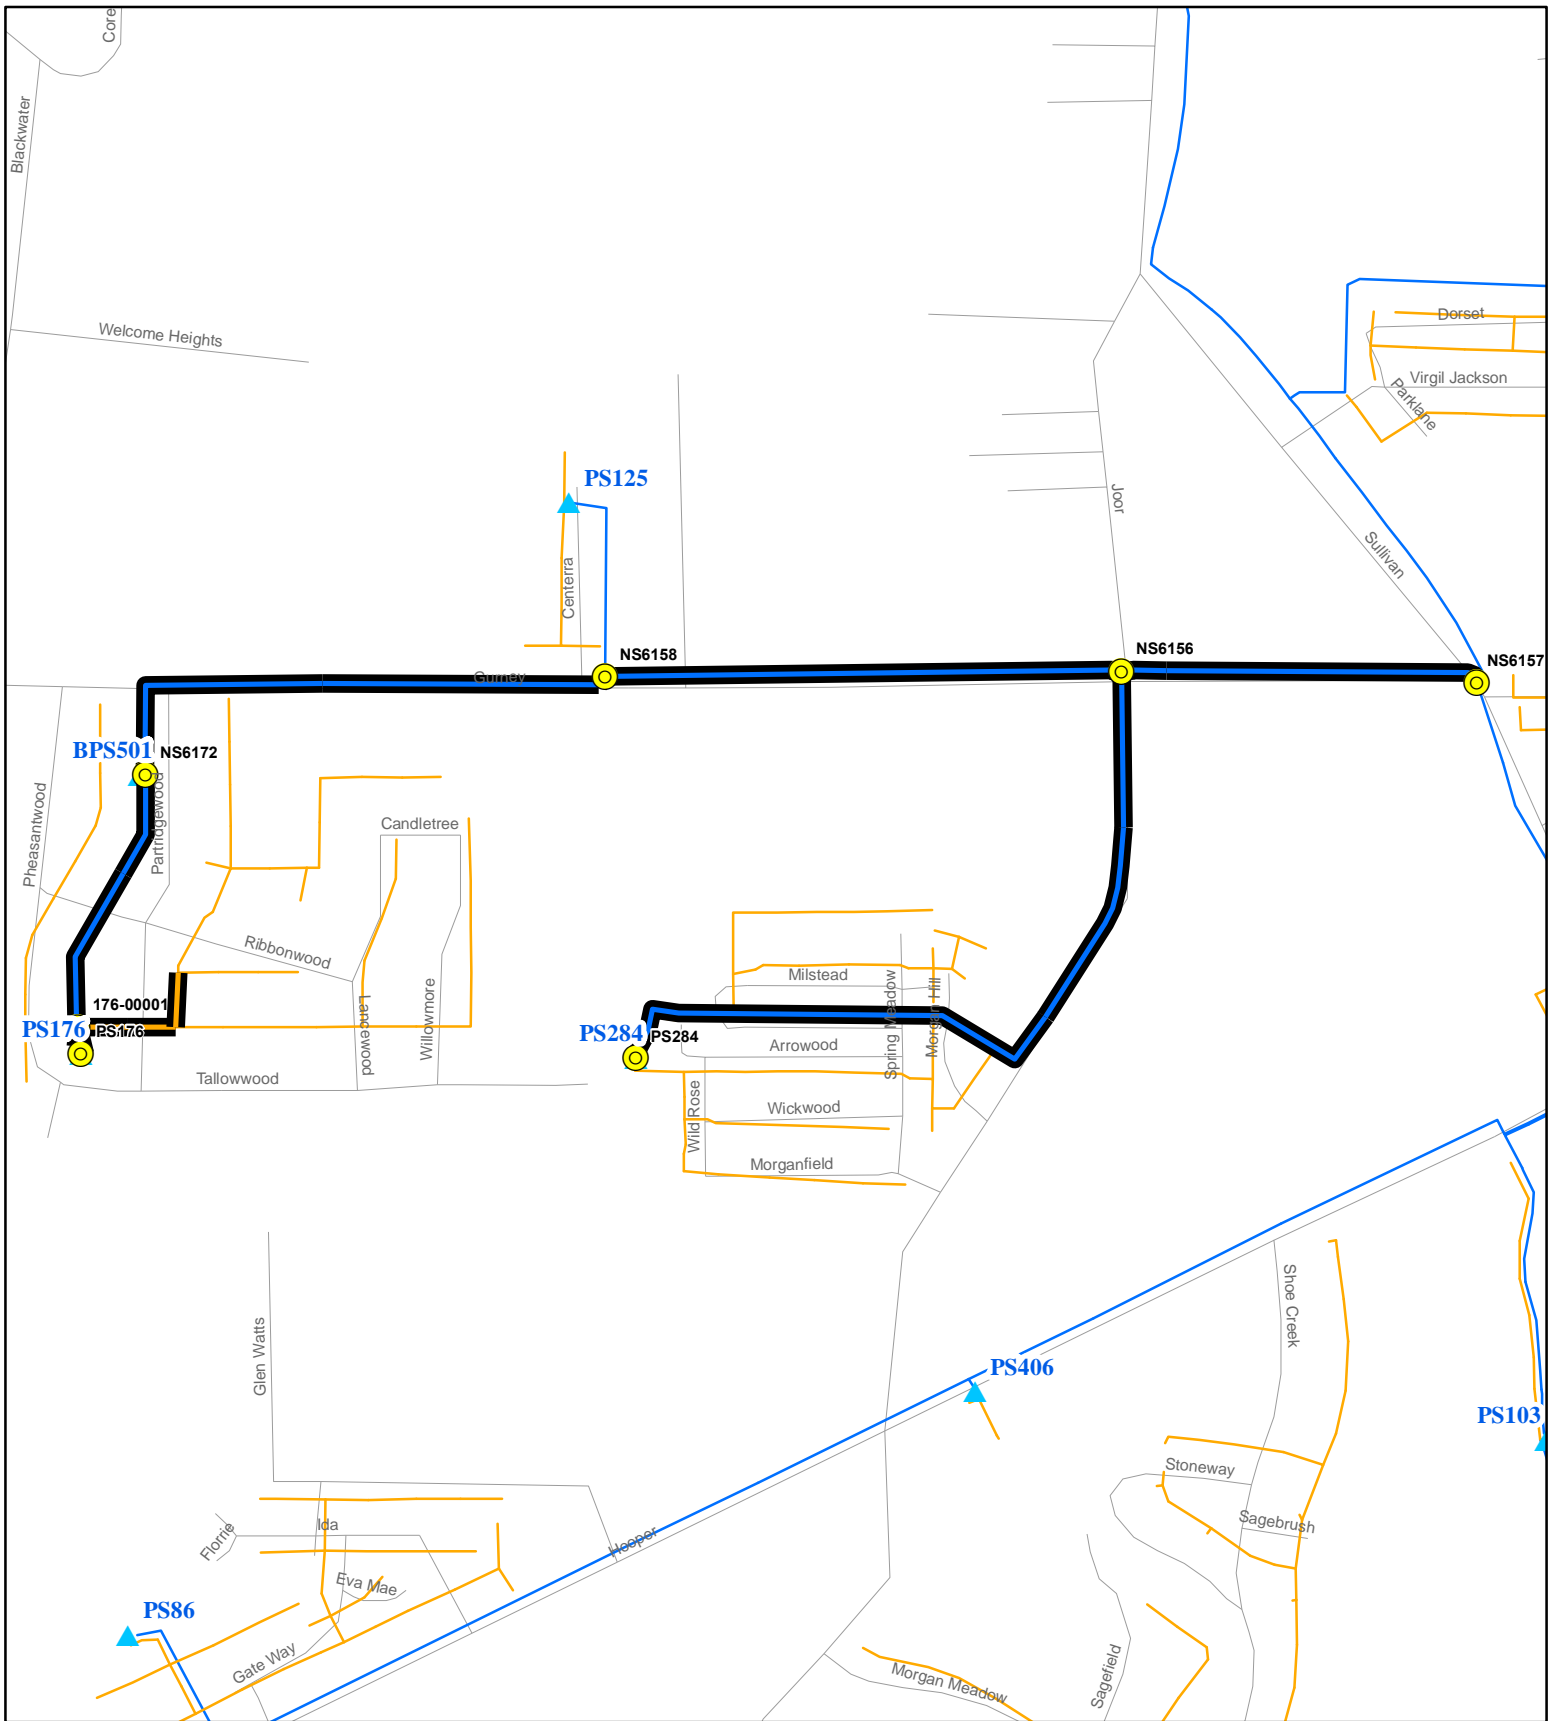 Core
Blackwater
Welcome Heights
Dorset
Virgil Jackson
Parklane
PS125
Joor
Sullivan
Centerra
NS6158
NS6156
NS6157
Gurney
BPS501
NS6172
Pheasantwood
Partridgewood
Candletree
Ribbonwood
Milstead
Spring Meadow
Morgan Hill
Lancewood
Willowmore
176-00001
PS176
PS176
PS284
PS284
Arrowood
Tallowwood
Wild Rose
Wickwood
Morganfield
Glen Watts
Shoe Creek
PS406
PS103
Stoneway
Sagebrush
Florrie
Ida
Hooper
Eva Mae
PS86
Gate Way
Morgan Meadow
Sagefield